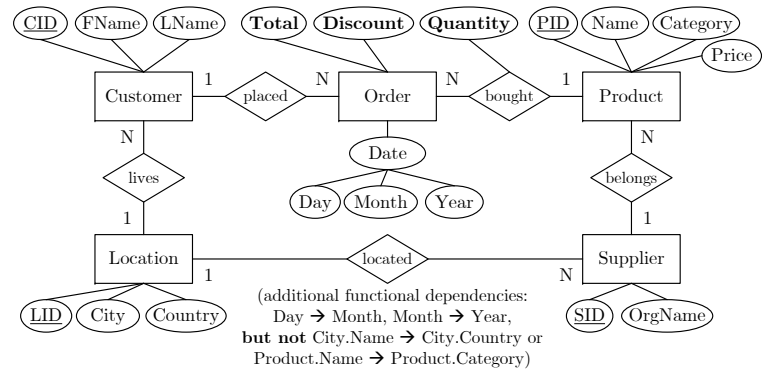 CID FName LName Total Discount Quantity PID Name Category
Price
Customer 1 placed N Order N bought 1 Product
N Date N
lives Day Month Year belongs
1 1
Location 1 located N Supplier
LID City Country (additional functional dependencies: SID OrgName
Day → Month, Month → Year,
but not City.Name → City.Country or
Product.Name → Product.Category)